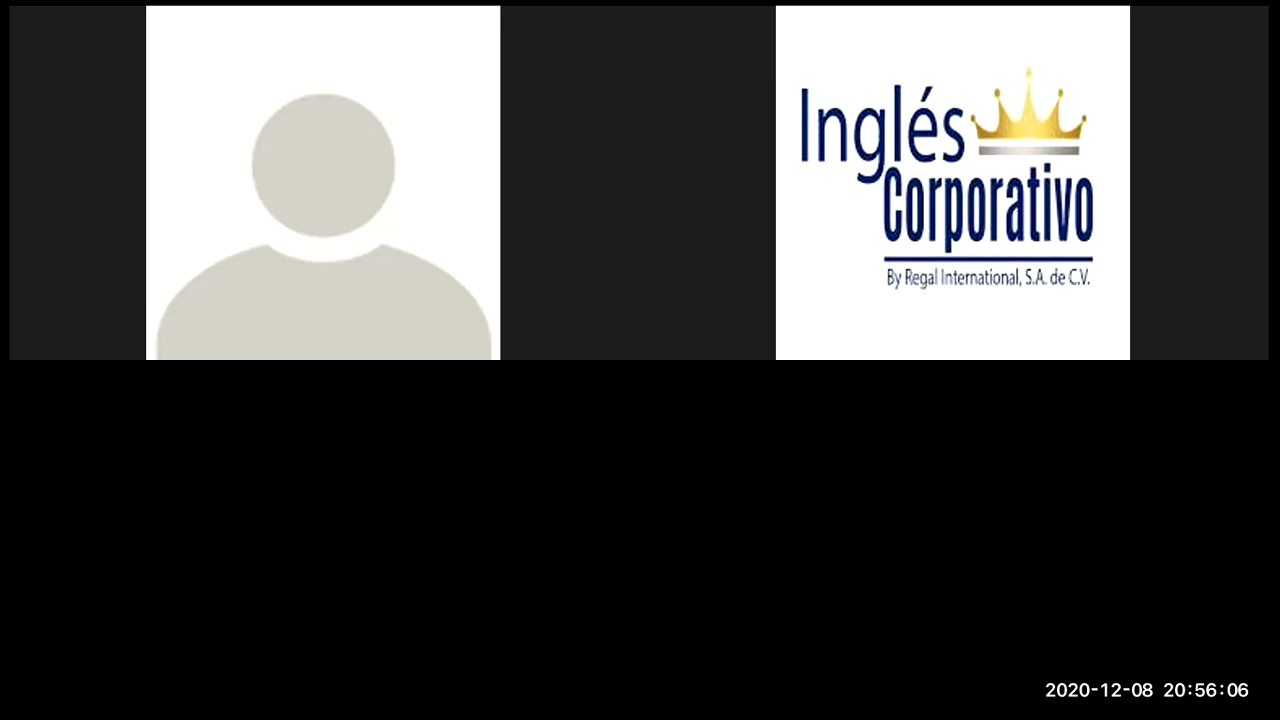 Inglés
Corporativo
By Regal International, S.A. de C.V.
2020-12-08 20:56:06